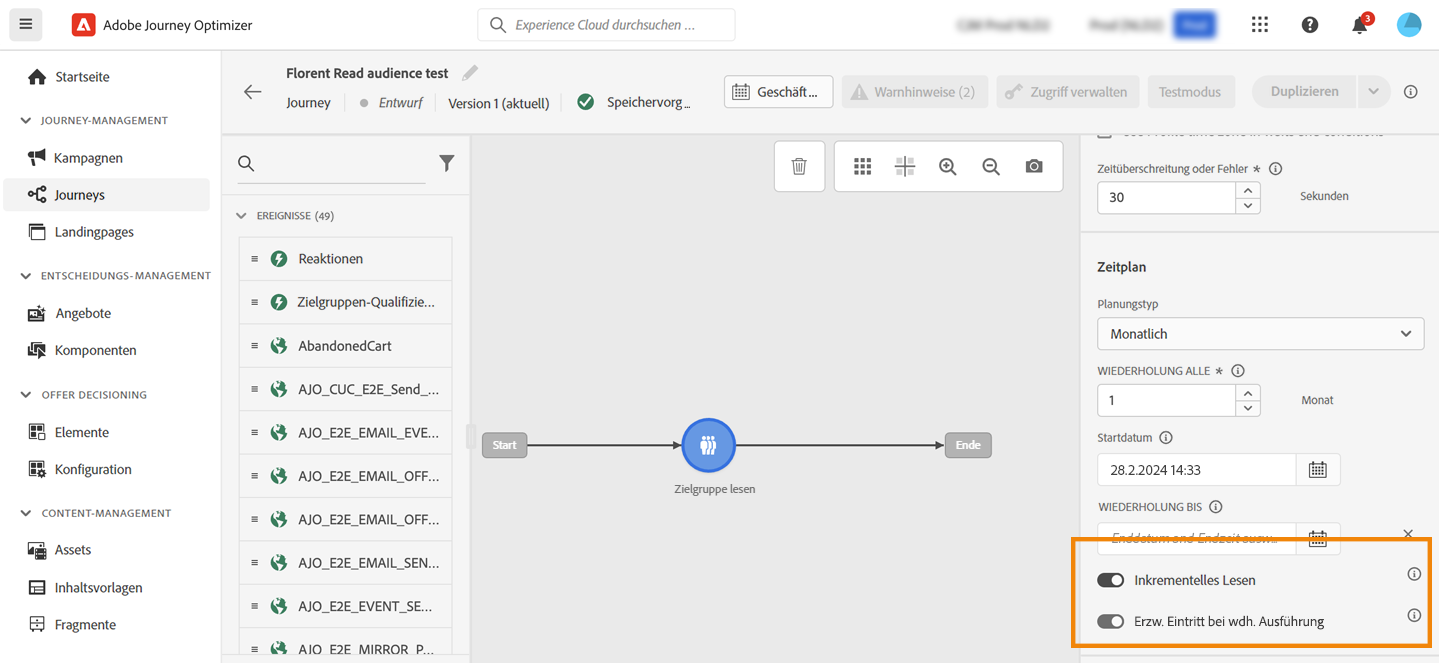 Adobe Journey Optimizer
Experience Cloud durchsuchen ...
3
Startseite
JOURNEY-MANAGEMENT
Kampagnen
Journeys
Landingpages
ENTSCHEIDUNGS-MANAGEMENT
Angebote
Komponenten
OFFER DECISIONING
Elemente
Konfiguration
CONTENT-MANAGEMENT
Assets
Inhaltsvorlagen
Fragmente
Florent Read audience test
Journey
Entwurf
Version 1 (aktuell)
Speichervorg...
Geschäft...
Warnhinweise (2)
Zugriff verwalten
Testmodus
Duplizieren
EREIGNISSE (49)
Reaktionen
Zielgruppen-Qualifizie...
AbandonedCart
AJO_CUC_E2E_Send_...
AJO_E2E_EMAIL_EVE...
AJO_E2E_EMAIL_OFF...
AJO_E2E_EMAIL_OFF...
AJO_E2E_EMAIL_SEN...
AJO_E2E_EVENT_SE...
AJO_E2E_MIRROR_P...
Start
Zielgruppe lesen
Ende
Zeitüberschreitung oder Fehler *
30
Sekunden
Zeitplan
Planungstyp
Monatlich
WIEDERHOLUNG ALLE *
1
Monat
Startdatum
28.2.2024 14:33
WIEDERHOLUNG BIS
Enddatum und Endzeit ausw...
Inkrementelles Lesen
Erzw. Eintritt bei wdh. Ausführung